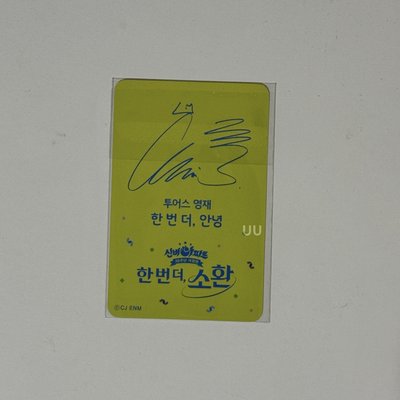 투어스 영재
한 번 더, 안녕
UU
신비아파트
한번더, 소환
©CJ ENM